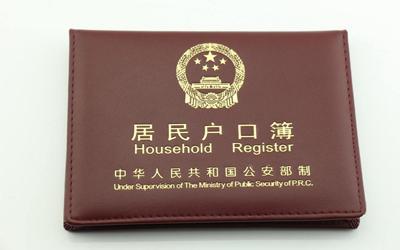 居民户口簿
Household Register
中华人民共和国公安部制
Under Supervision of The Ministry of Public Security of P.R.C.